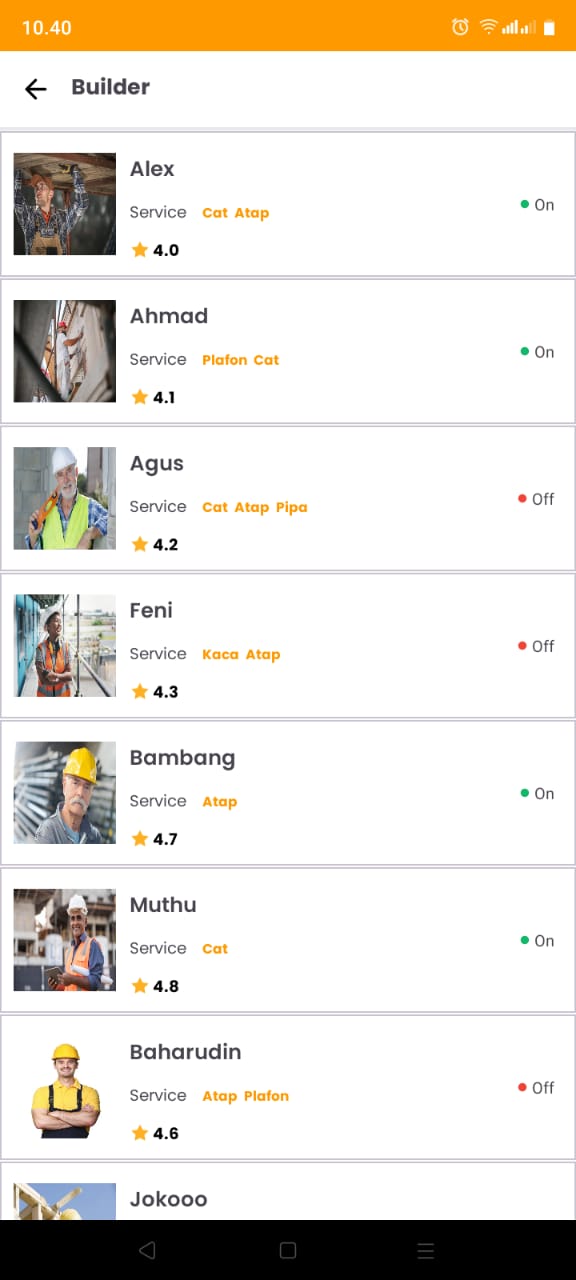 10.40
Builder
Alex
Service Cat Atap
On
4.0
Ahmad
Service Plafon Cat
On
4.1
Agus
Service Cat Atap Pipa
Off
4.2
Feni
Service Kaca Atap
Off
4.3
Bambang
Service Atap
On
4.7
Muthu
Service Cat
On
4.8
Baharudin
Service Atap Plafon
Off
4.6
Jokooo